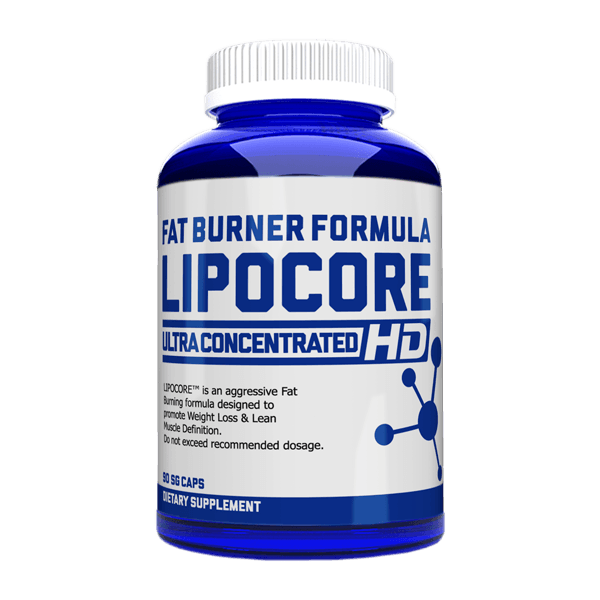 FAT BURNER FORMULA
LIPOCORE
ULTRA CONCENTRATED HD
LIPOCORE™ is an aggressive Fat
Burning formula designed to
promote Weight Loss & Lean
Muscle Definition.
Do not exceed recommended dosage.
90 SG CAPS
DIETARY SUPPLEMENT